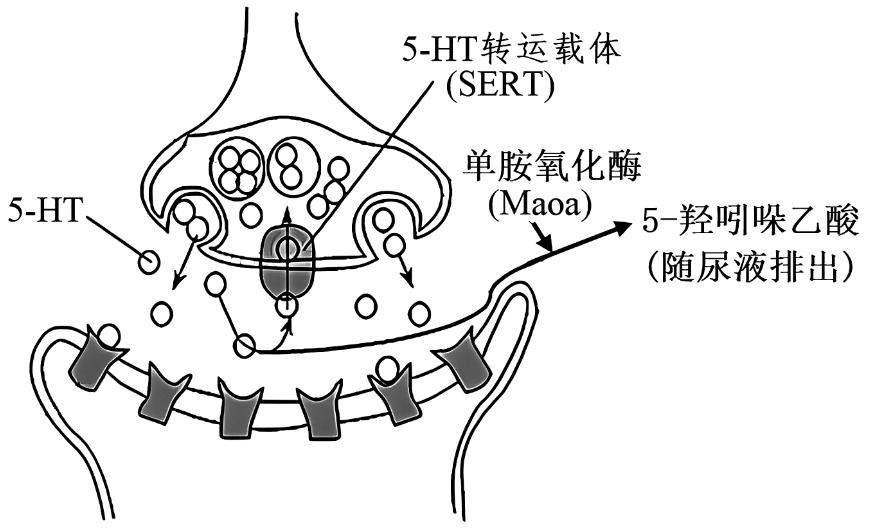 5-HT转运载体
(SERT)
单胺氧化酶
(Maoa)
5-HT
5-羟吲哚乙酸
(随尿液排出)